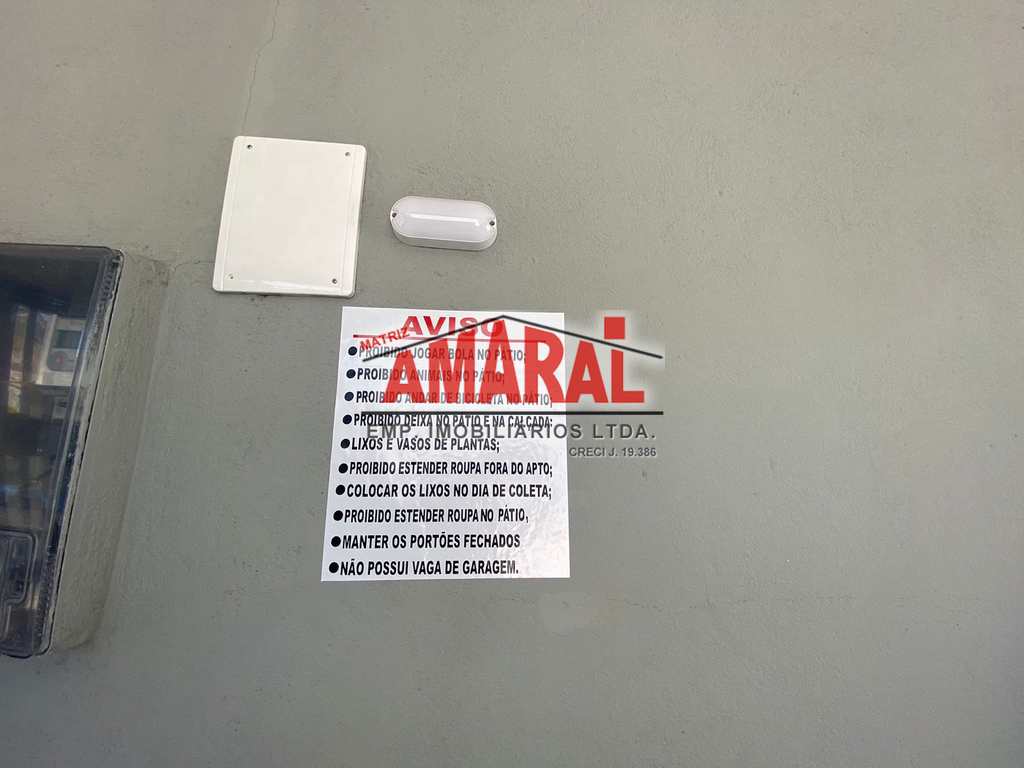 AVISO
MATRIZ
AMARAL
PROIBIDO JOGAR BOLA NO PÁTIO;
PROIBIDO ANIMAIS NO PÁTIO;
PROIBIDO ANDAR DE BICICLETA NO PÁTIO;
PROIBIDO DEIXA NO PÁTIO E NA CALÇADA:
EMP. IMOBILIÁRIOS LTDA.
LIXOS E VASOS DE PLANTAS;
CRECI J. 19.386
PROIBIDO ESTENDER ROUPA FORA DO APTO;
COLOCAR OS LIXOS NO DIA DE COLETA;
PROIBIDO ESTENDER ROUPA NO PÁTIO,
MANTER OS PORTÕES FECHADOS
NÃO POSSUI VAGA DE GARAGEM.